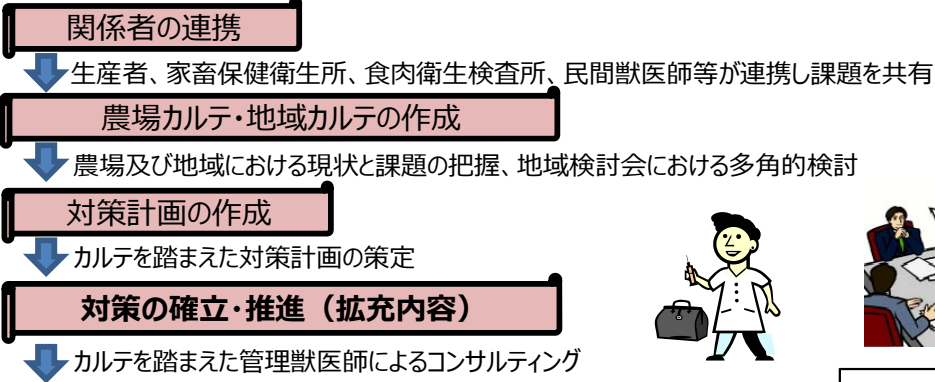 関係者の連携
生産者、家畜保健衛生所、食肉衛生検査所、民間獣医師等が連携し課題を共有
農場カルテ・地域カルテの作成
農場及び地域における現状と課題の把握、地域検討会における多角的検討
対策計画の作成
カルテを踏まえた対策計画の策定
対策の確立・推進（拡充内容）
カルテを踏まえた管理獣医師によるコンサルティング